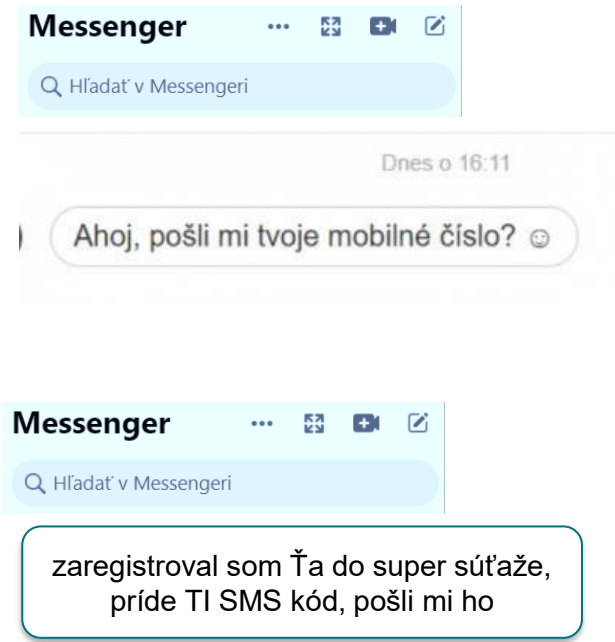 Messenger
Hľadať v Messengeri
Dnes o 16:11
Ahoj, pošli mi tvoje mobilné číslo? ☺
Messenger
Hľadať v Messengeri
zaregistroval som Ťa do super súťaže,
príde TI SMS kód, pošli mi ho